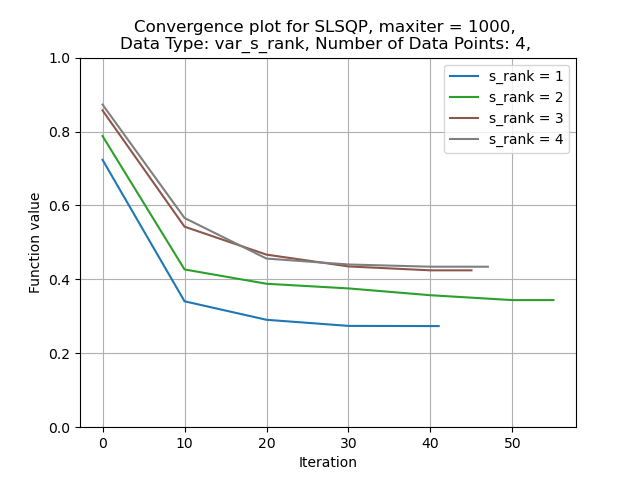 Convergence plot for SLSQP, maxiter = 1000,
Data Type: var_s_rank, Number of Data Points: 4,
s_rank = 1
s_rank = 2
s_rank = 3
s_rank = 4
Function value
1.0
0.8
0.6
0.4
0.2
0.0
0 10 20 30 40 50
Iteration